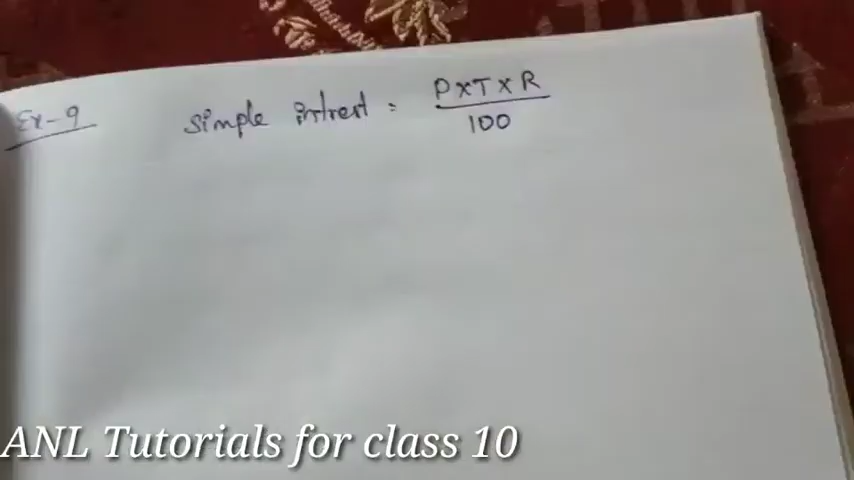 Ex-9
Simple intrest = P×T×R
100
ANL Tutorials for class 10